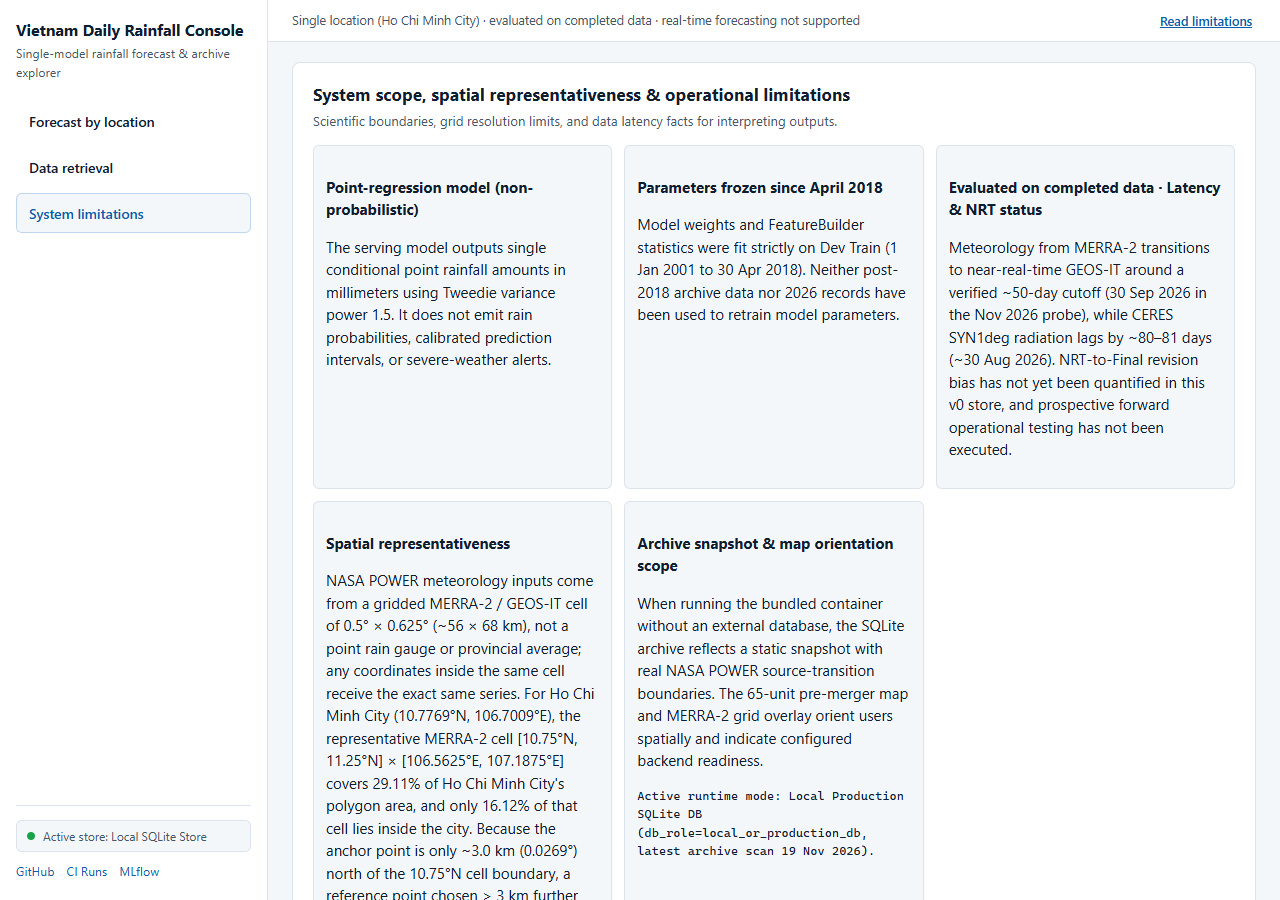 Vietnam Daily Rainfall Console
Single-model rainfall forecast & archive
explorer
Forecast by location
Data retrieval
System limitations
Active store: Local SQLite Store
GitHub CI Runs MLflow
Single location (Ho Chi Minh City) · evaluated on completed data · real-time forecasting not supported
Read limitations
System scope, spatial representativeness & operational limitations
Scientific boundaries, grid resolution limits, and data latency facts for interpreting outputs.
Point-regression model (non-
probabilistic)
The serving model outputs single
conditional point rainfall amounts in
millimeters using Tweedie variance
power 1.5. It does not emit rain
probabilities, calibrated prediction
intervals, or severe-weather alerts.
Parameters frozen since April 2018
Model weights and FeatureBuilder
statistics were fit strictly on Dev Train (1
Jan 2001 to 30 Apr 2018). Neither post-
2018 archive data nor 2026 records have
been used to retrain model parameters.
Evaluated on completed data · Latency
& NRT status
Meteorology from MERRA-2 transitions
to near-real-time GEOS-IT around a
verified ~50-day cutoff (30 Sep 2026 in
the Nov 2026 probe), while CERES
SYN1deg radiation lags by ~80–81 days
(~30 Aug 2026). NRT-to-Final revision
bias has not yet been quantified in this
v0 store, and prospective forward
operational testing has not been
executed.
Spatial representativeness
NASA POWER meteorology inputs come
from a gridded MERRA-2 / GEOS-IT cell
of 0.5° × 0.625° (~56 × 68 km), not a
point rain gauge or provincial average;
any coordinates inside the same cell
receive the exact same series. For Ho Chi
Minh City (10.7769°N, 106.7009°E), the
representative MERRA-2 cell [10.75°N,
11.25°N] × [106.5625°E, 107.1875°E]
covers 29.11% of Ho Chi Minh City's
polygon area, and only 16.12% of that
cell lies inside the city. Because the
anchor point is only ~3.0 km (0.0269°)
north of the 10.75°N cell boundary, a
reference point chosen > 3 km further
Archive snapshot & map orientation
scope
When running the bundled container
without an external database, the SQLite
archive reflects a static snapshot with
real NASA POWER source-transition
boundaries. The 65-unit pre-merger map
and MERRA-2 grid overlay orient users
spatially and indicate configured
backend readiness.
Active runtime mode: Local Production
SQLite DB
(db_role=local_or_production_db,
latest archive scan 19 Nov 2026).